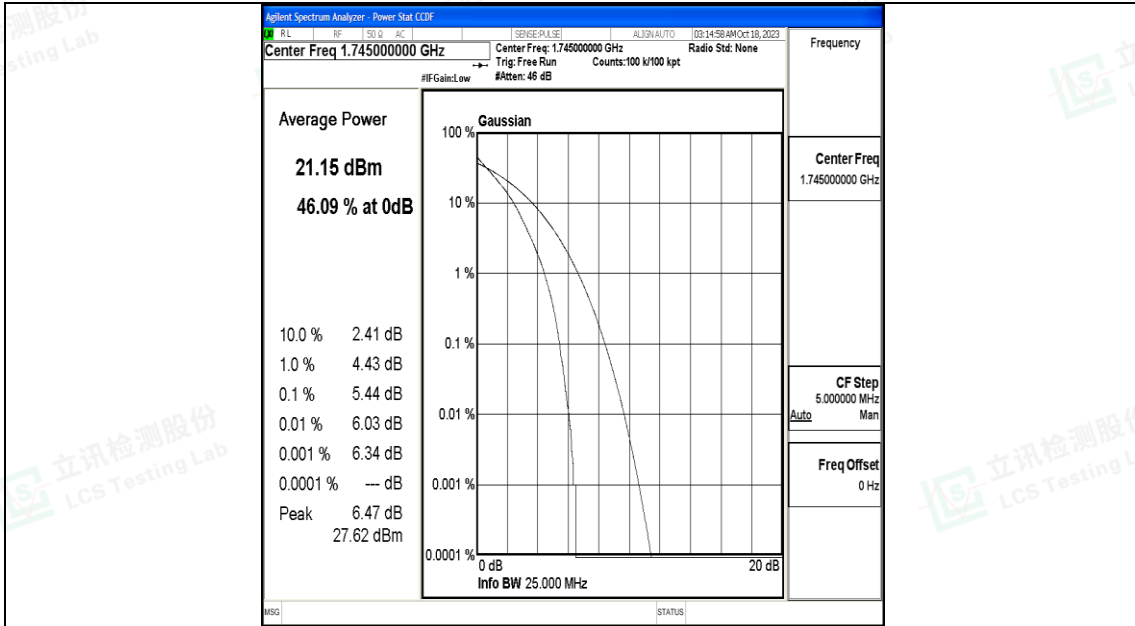 Agilent Spectrum Analyzer - Power Stat CCDF
RL RF 50 Ω AC SENSE:PULSE ALIGN AUTO 03:14:58 AM Oct 18, 2023
Center Freq 1.745000000 GHz
Center Freq: 1.745000000 GHz Radio Std: None
Trig: Free Run Counts:100 k/100 kpt
#IFGain:Low #Atten: 46 dB
Frequency
Average Power
21.15 dBm
46.09 % at 0dB
10.0 % 2.41 dB
1.0 % 4.43 dB
0.1 % 5.44 dB
0.01 % 6.03 dB
0.001 % 6.34 dB
0.0001 % --- dB
Peak 6.47 dB
27.62 dBm
Gaussian
100 %
10 %
1 %
0.1 %
0.01 %
0.001 %
0.0001 %
0 dB 20 dB
Info BW 25.000 MHz
Center Freq
1.745000000 GHz
CF Step
5.000000 MHz
Auto Man
Freq Offset
0 Hz
MSG STATUS
立讯检测股份
LCS Testing Lab
立讯检测股份
LCS Testing L
测股份
sting Lab
立
L